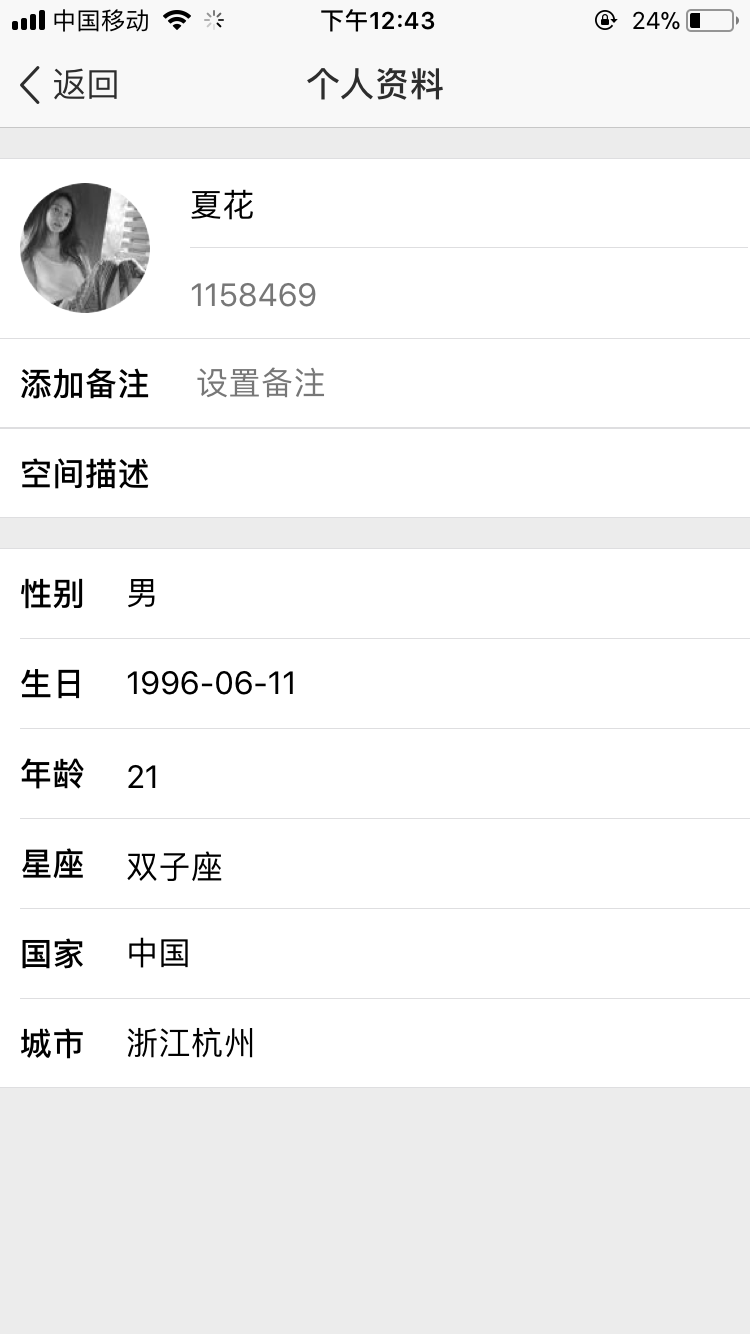 中国移动 下午12:43 24%
返回 个人资料
夏花
1158469
添加备注 设置备注
空间描述
性别 男
生日 1996-06-11
年龄 21
星座 双子座
国家 中国
城市 浙江杭州